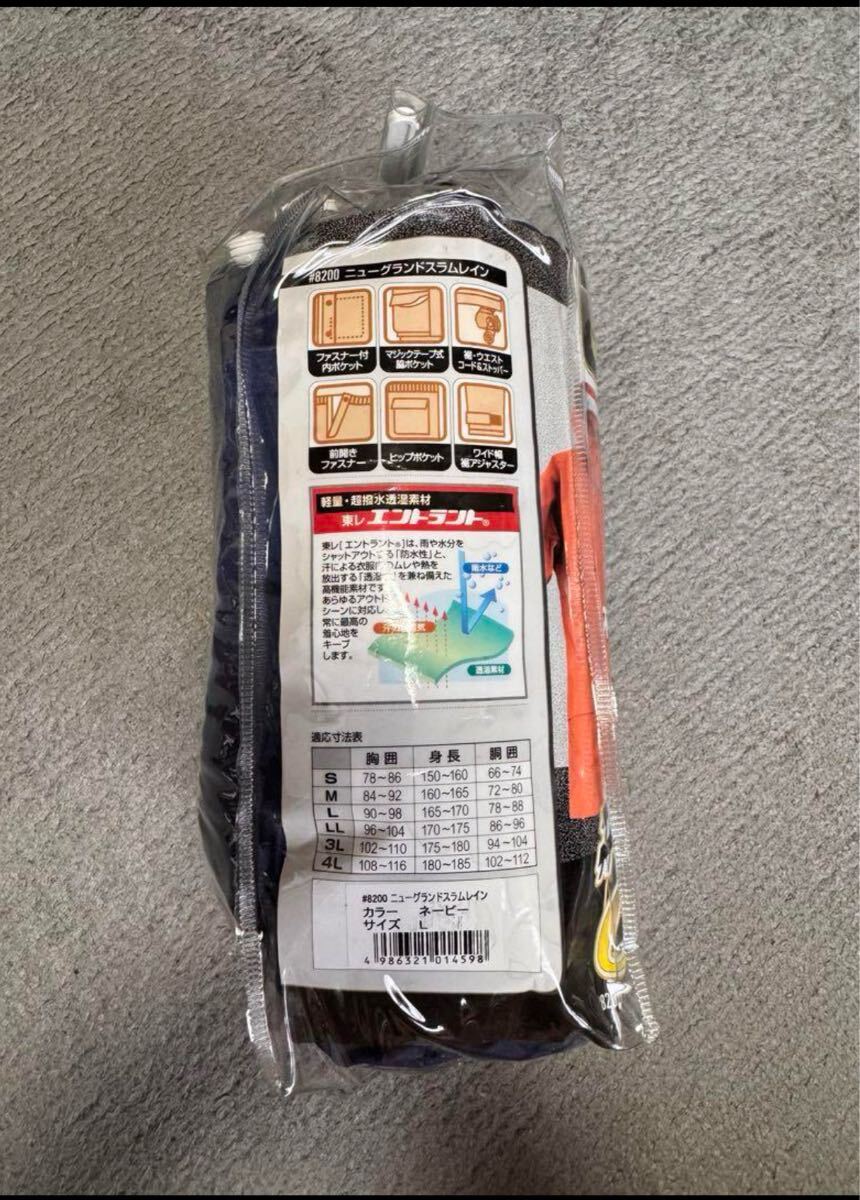 #8200 ニューグランドスラムレイン
ファスナー付
内ポケット
マジックテープ式
脇ポケット
裾・ウエスト
コード&ストッパー
前開き
ファスナー
ヒップポケット
ワイド幅
裾アジャスター
軽量・超撥水透湿素材
東レ エントラント®
東レ[エントラント®]は、雨や水分を
シャットアウトする「防水性」と、
汗による衣服内のムレや熱を
放出する「透湿 」を兼ね備えた
高機能素材です
あらゆるアウトド
シーンに対応し
常に最高の
着心地を
キープ
します。
雨水など
透湿素材
適応寸法表
胸囲 身長 胴囲
S 78~86 150~160 66~74
M 84~92 160~165 72~80
L 90~98 165~170 78~88
LL 96~104 170~175 86~96
3L 102~110 175~180 94~104
4L 108~116 180~185 102~112
#8200 ニューグランドスラムレイン
カラー ネービー
サイズ L
4 986321 014598